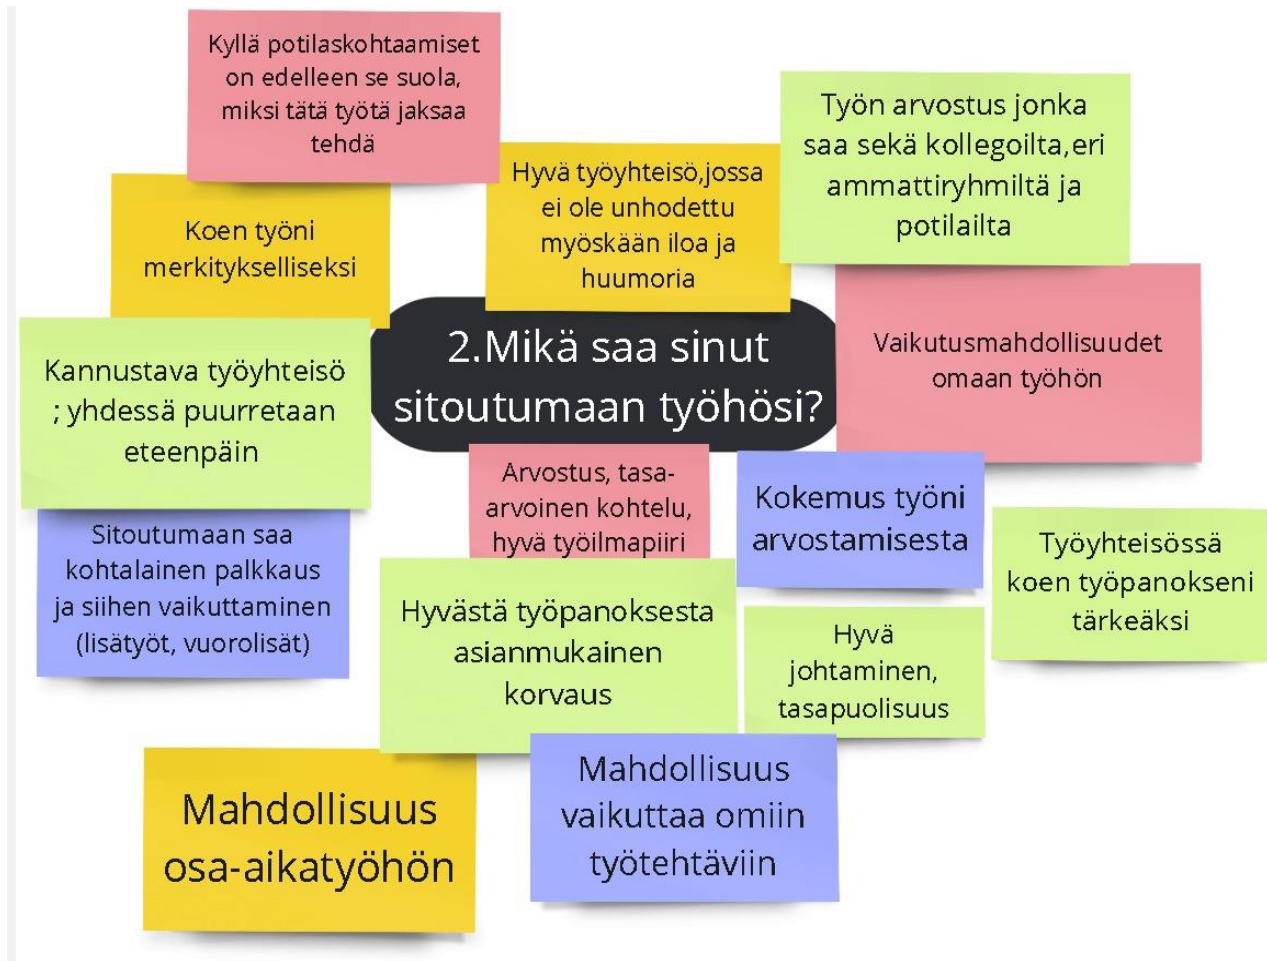 Kyllä potilaskohtaamiset
on edelleen se suola,
miksi tätä työtä jaksaa
tehdä
Työn arvostus jonka
saa sekä kollegoilta,eri
ammattiryhmiltä ja
potilailta
Hyvä työyhteisö,jossa
ei ole unhodettu
myöskään iloa ja
huumoria
Koen työni
merkitykselliseksi
2.Mikä saa sinut
sitoutumaan työhösi?
Vaikutusmahdollisuudet
omaan työhön
Kannustava työyhteisö
; yhdessä puurretaan
eteenpäin
Arvostus, tasa-
arvoinen kohtelu,
hyvä työilmapiiri
Kokemus työni
arvostamisesta
Sitoutumaan saa
kohtalainen palkkaus
ja siihen vaikuttaminen
(lisätyöt, vuorolisät)
Työyhteisössä
koen työpanokseni
tärkeäksi
Hyvästä työpanoksesta
asianmukainen
korvaus
Hyvä
johtaminen,
tasapuolisuus
Mahdollisuus
osa-aikatyöhön
Mahdollisuus
vaikuttaa omiin
työtehtäviin